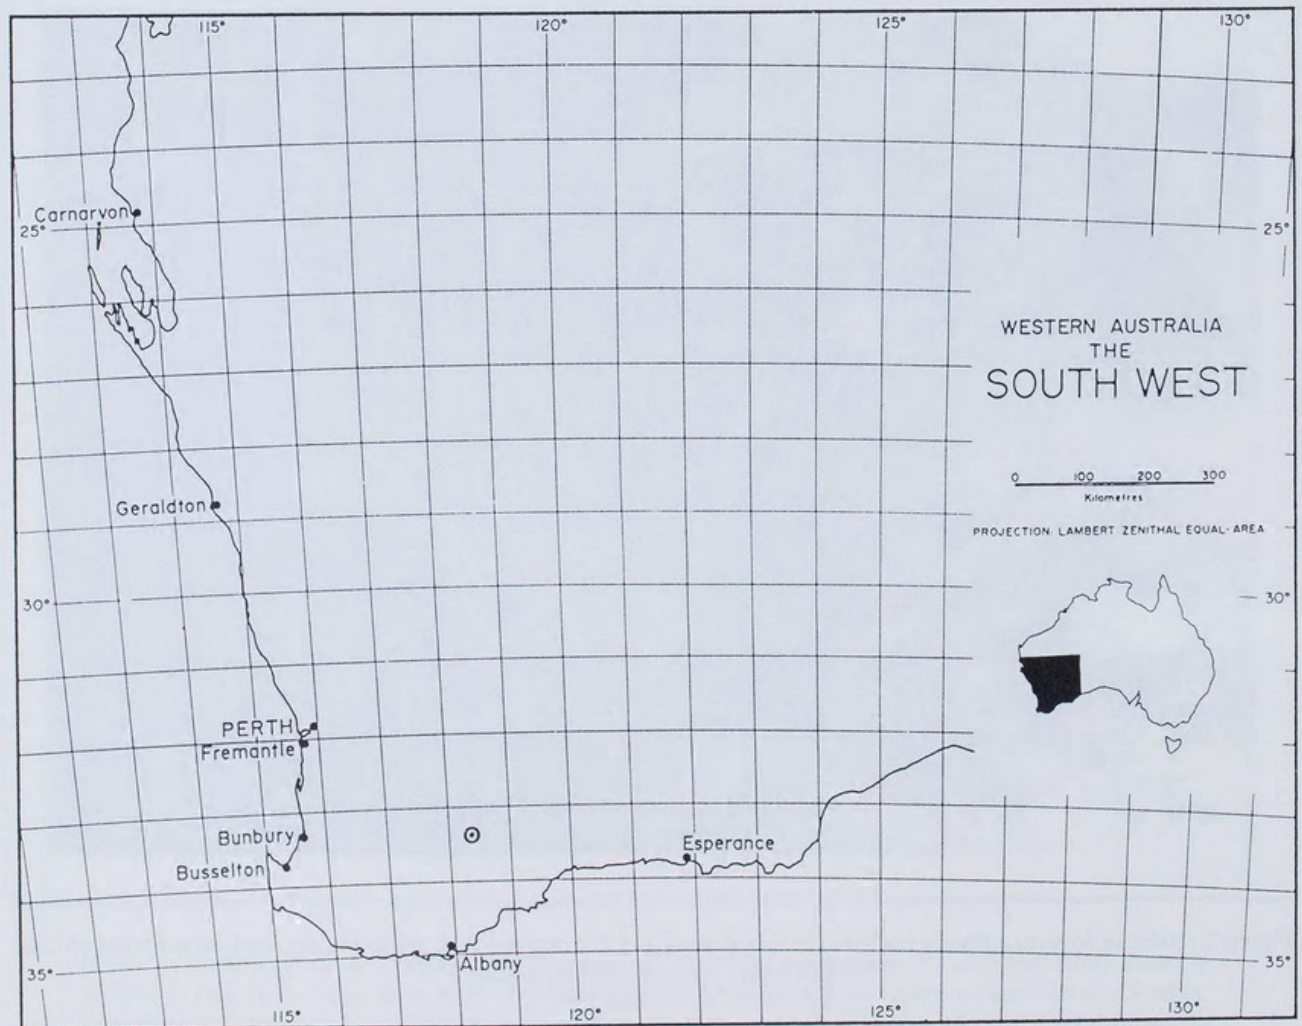 115°
120°
125°
130°
Carnarvon
25°
25°
WESTERN AUSTRALIA
THE
SOUTH WEST
0 100 200 300
Kilometres
Geraldton
PROJECTION: LAMBERT ZENITHAL EQUAL-AREA
30°
30°
PERTH
Fremantle
Bunbury
Esperance
Busselton
Albany
35°
35°
115°
120°
125°
130°